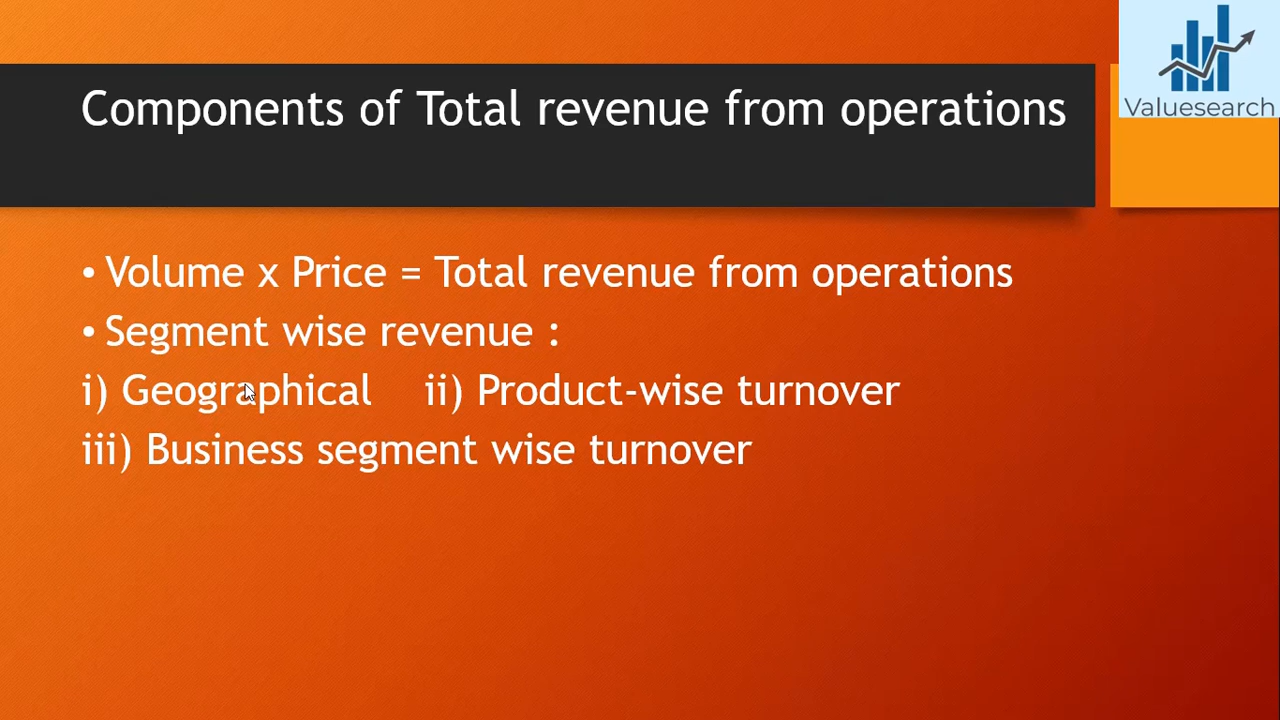 Valuesearch
Components of Total revenue from operations
• Volume x Price = Total revenue from operations
• Segment wise revenue :
i) Geographical ii) Product-wise turnover
iii) Business segment wise turnover